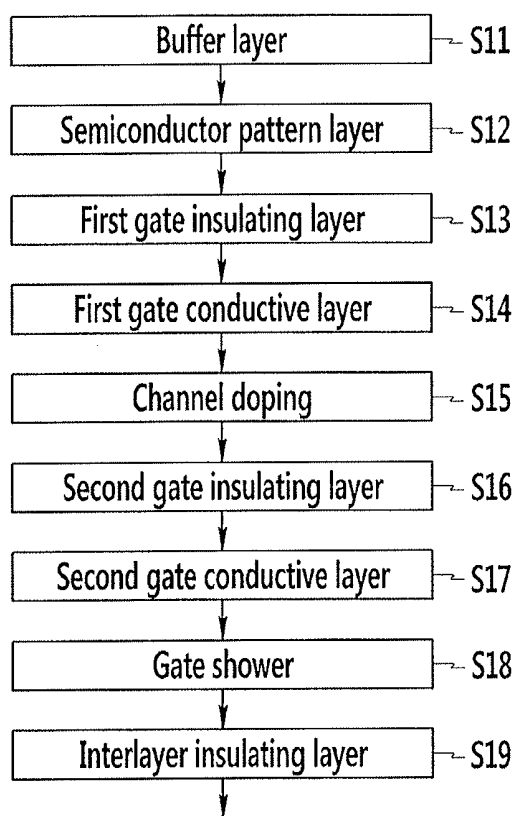 Buffer layer S11
Semiconductor pattern layer S12
First gate insulating layer S13
First gate conductive layer S14
Channel doping S15
Second gate insulating layer S16
Second gate conductive layer S17
Gate shower S18
Interlayer insulating layer S19